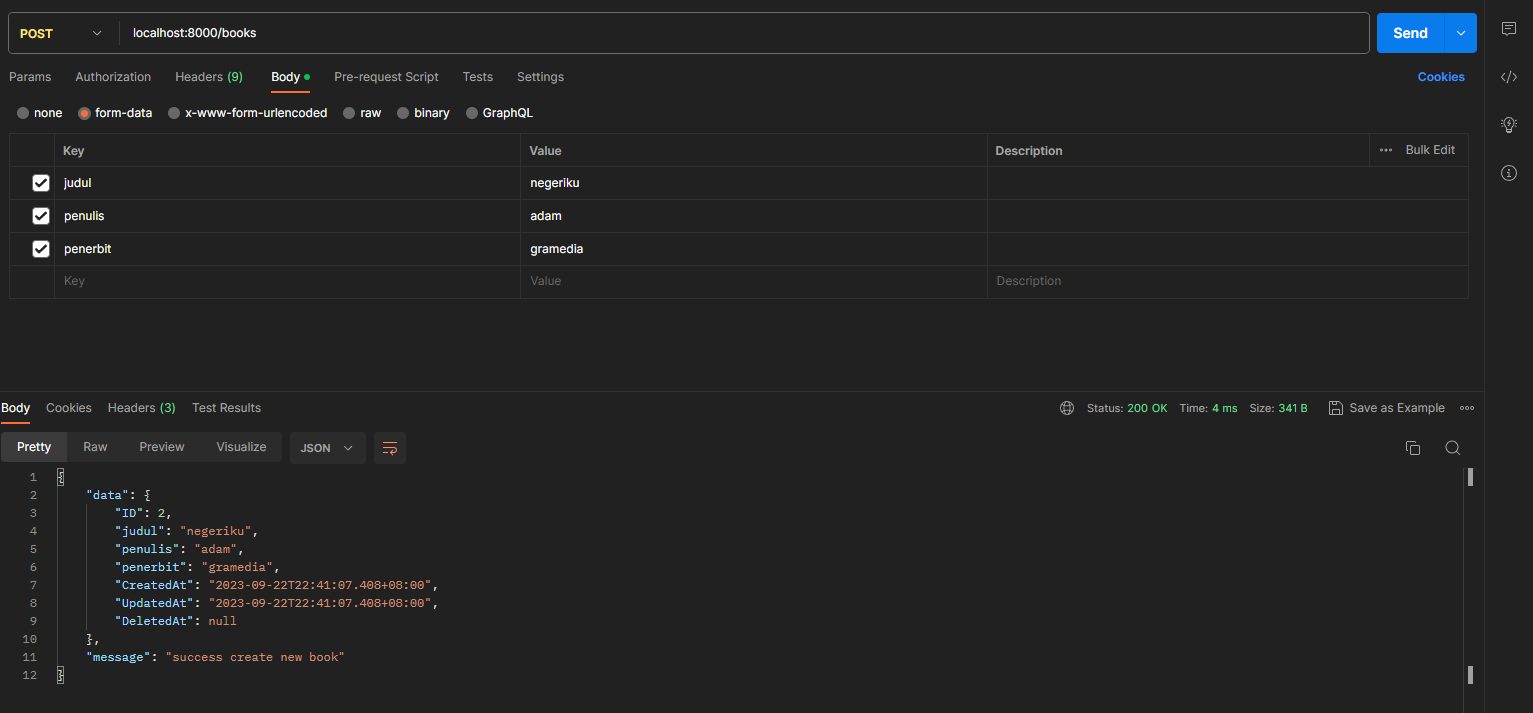 POST localhost:8000/books Send
Params Authorization Headers (9) Body Pre-request Script Tests Settings Cookies
none form-data x-www-form-urlencoded raw binary GraphQL
Key Value Description Bulk Edit
judul negeriku
penulis adam
penerbit gramedia
Key Value Description
Body Cookies Headers (3) Test Results Status: 200 OK Time: 4 ms Size: 341 B Save as Example
Pretty Raw Preview Visualize JSON
1 {
2 "data": {
3 "ID": 2,
4 "judul": "negeriku",
5 "penulis": "adam",
6 "penerbit": "gramedia",
7 "CreatedAt": "2023-09-22T22:41:07.408+08:00",
8 "UpdatedAt": "2023-09-22T22:41:07.408+08:00",
9 "DeletedAt": null
10 },
11 "message": "success create new book"
12 }